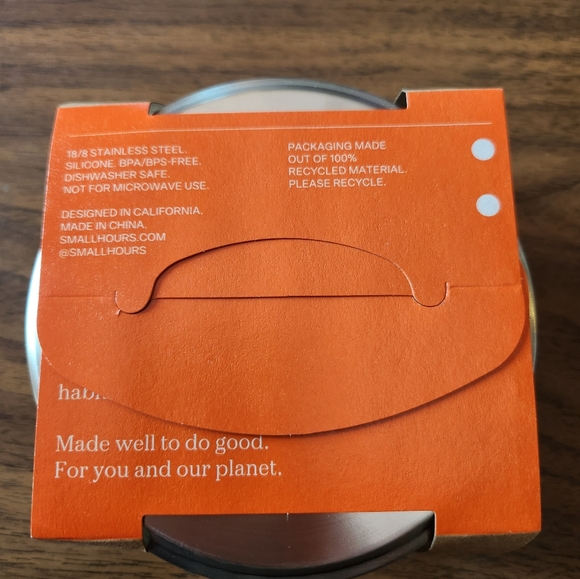 18/8 STAINLESS STEEL.
SILICONE. BPA/BPS-FREE.
DISHWASHER SAFE.
NOT FOR MICROWAVE USE.
DESIGNED IN CALIFORNIA.
MADE IN CHINA.
SMALLHOURS.COM
@SMALLHOURS
PACKAGING MADE
OUT OF 100%
RECYCLED MATERIAL.
PLEASE RECYCLE.
Made well to do good.
For you and our planet.